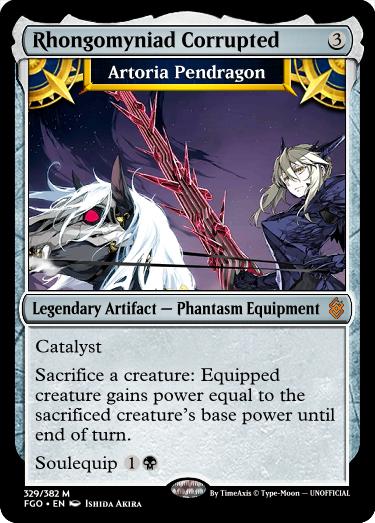 Rhongomyniad Corrupted 3
Artoria Pendragon
Legendary Artifact — Phantasm Equipment
Catalyst
Sacrifice a creature: Equipped
creature gains power equal to the
sacrificed creature's base power until
end of turn.
Soulequip 1
329/382 M
FGO • EN Ishida Akira
By TimeAxis © Type-Moon — UNOFFICIAL